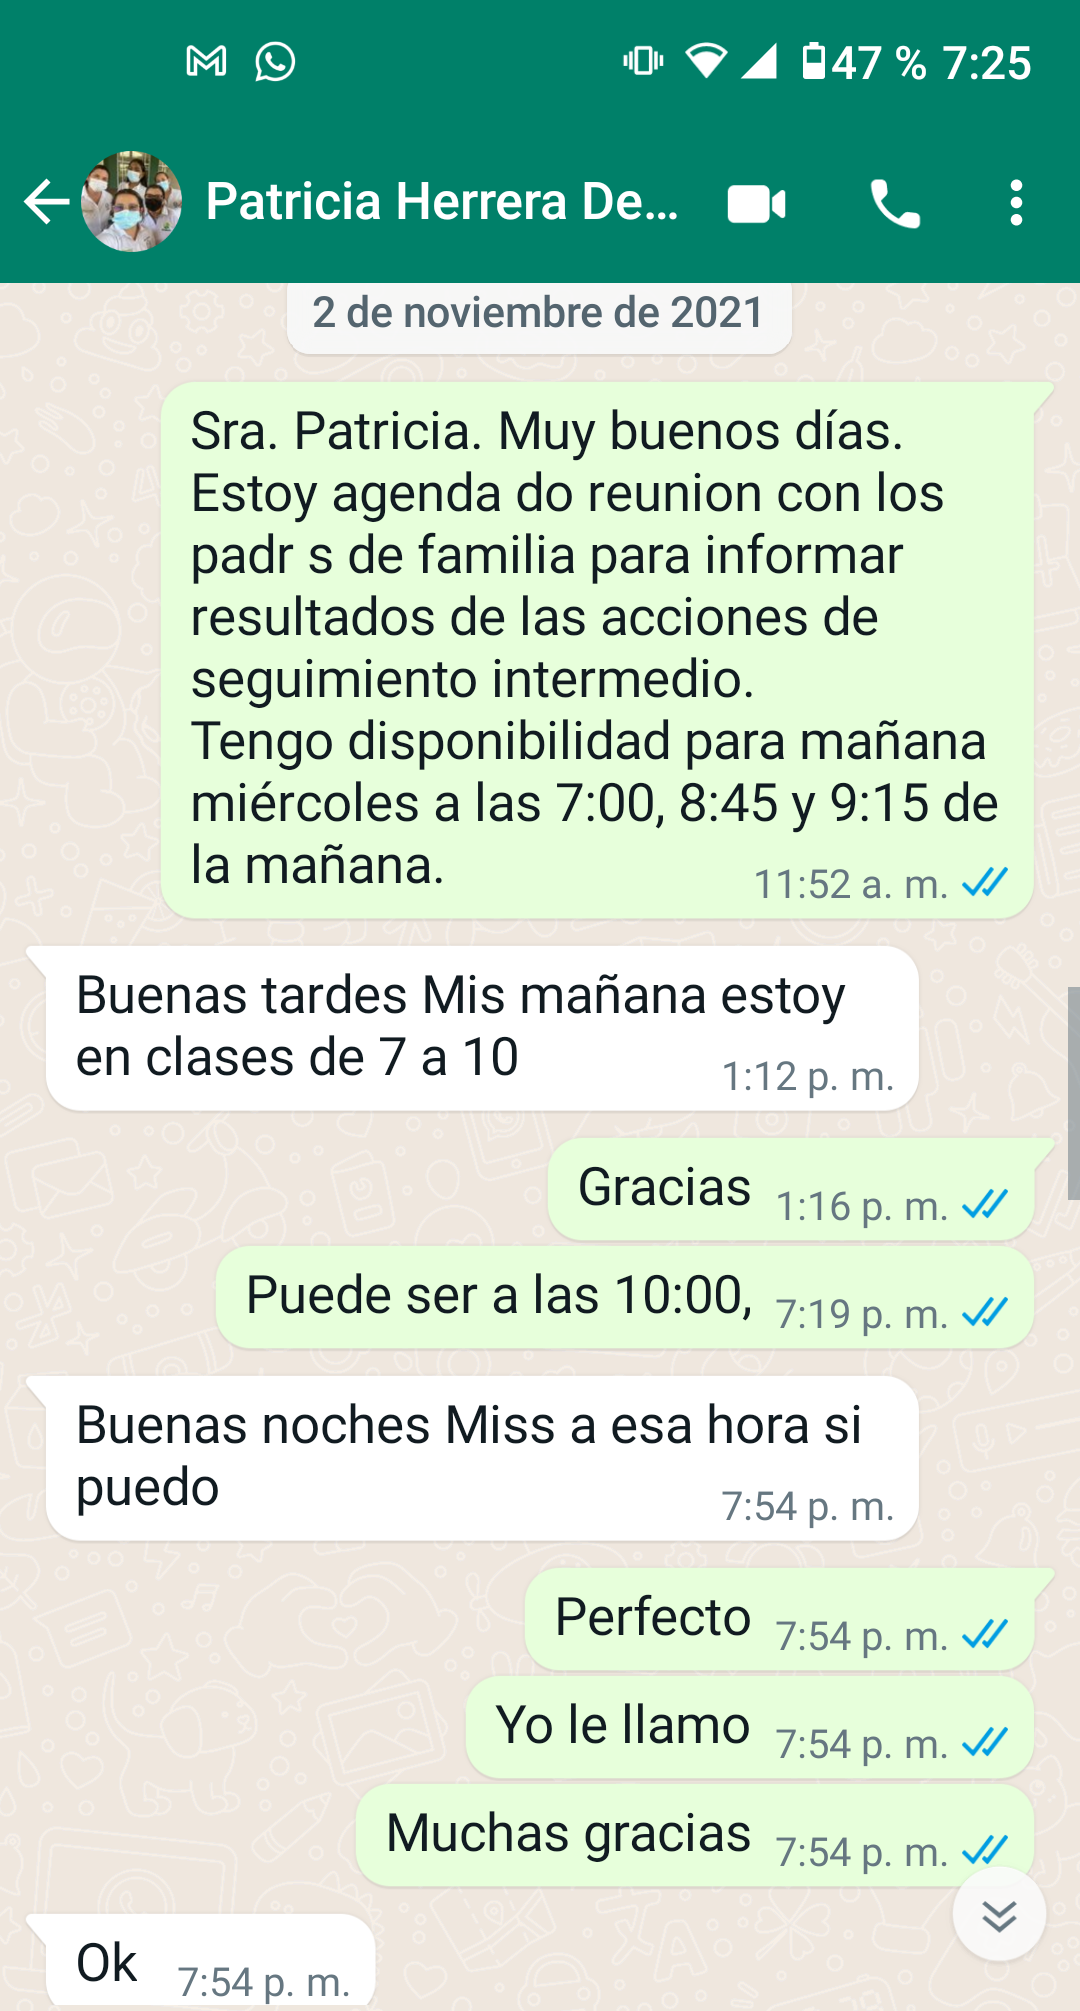 47 % 7:25
Patricia Herrera De...
2 de noviembre de 2021
Sra. Patricia. Muy buenos días.
Estoy agenda do reunion con los
padr s de familia para informar
resultados de las acciones de
seguimiento intermedio.
Tengo disponibilidad para mañana
miércoles a las 7:00, 8:45 y 9:15 de
la mañana.
11:52 a. m.
Buenas tardes Mis mañana estoy
en clases de 7 a 10
1:12 p. m.
Gracias 1:16 p. m.
Puede ser a las 10:00, 7:19 p. m.
Buenas noches Miss a esa hora si
puedo
7:54 p. m.
Perfecto 7:54 p. m.
Yo le llamo 7:54 p. m.
Muchas gracias 7:54 p. m.
Ok 7:54 p. m.